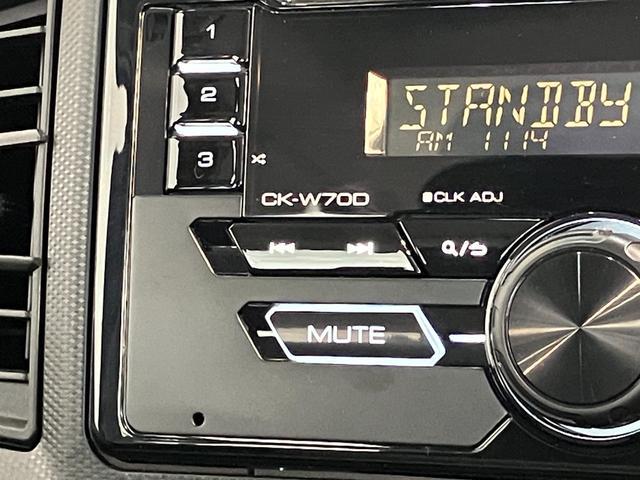 1
2
3
STANDBY
AM 11:14
CK-W70D
CLK ADJ
MUTE